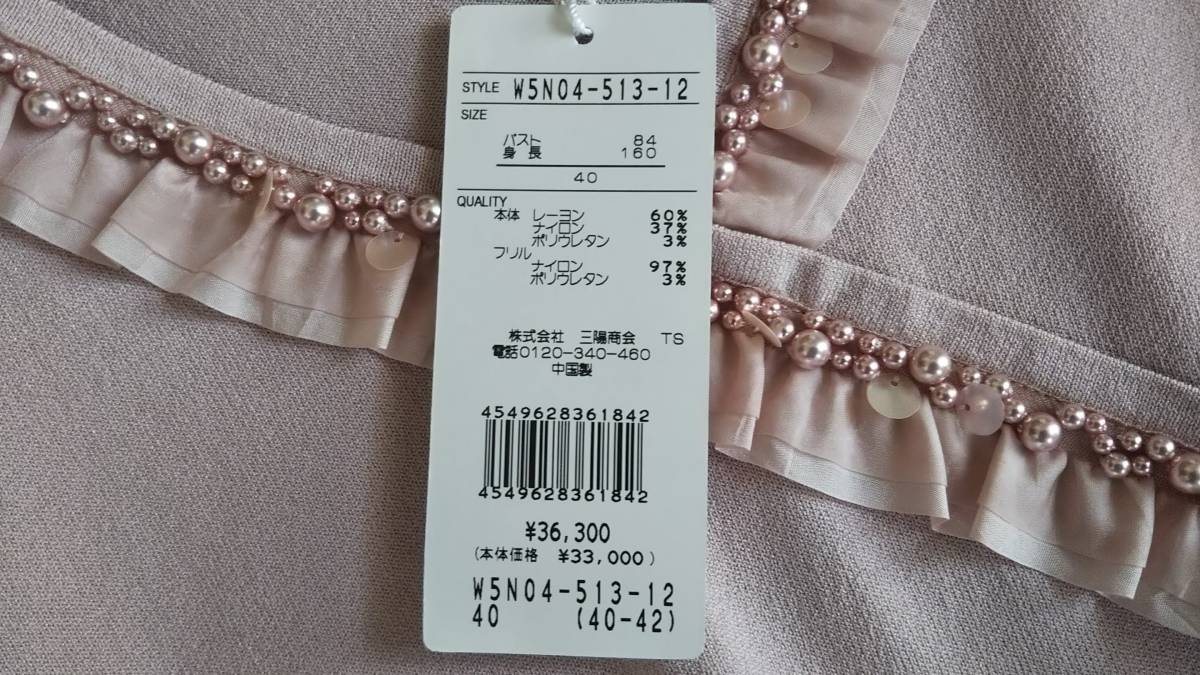 STYLE W5N04-513-12
SIZE
バスト 84
身長 160
40
QUALITY
本体 レーヨン 60%
ナイロン 37%
ポリウレタン 3%
フリル
ナイロン 97%
ポリウレタン 3%
株式会社 三陽商会 TS
電話0120-340-460
中国製
4549628361842
4549628361842
¥36,300
(本体価格 ¥33,000)
W5N04-513-12
40 (40-42)